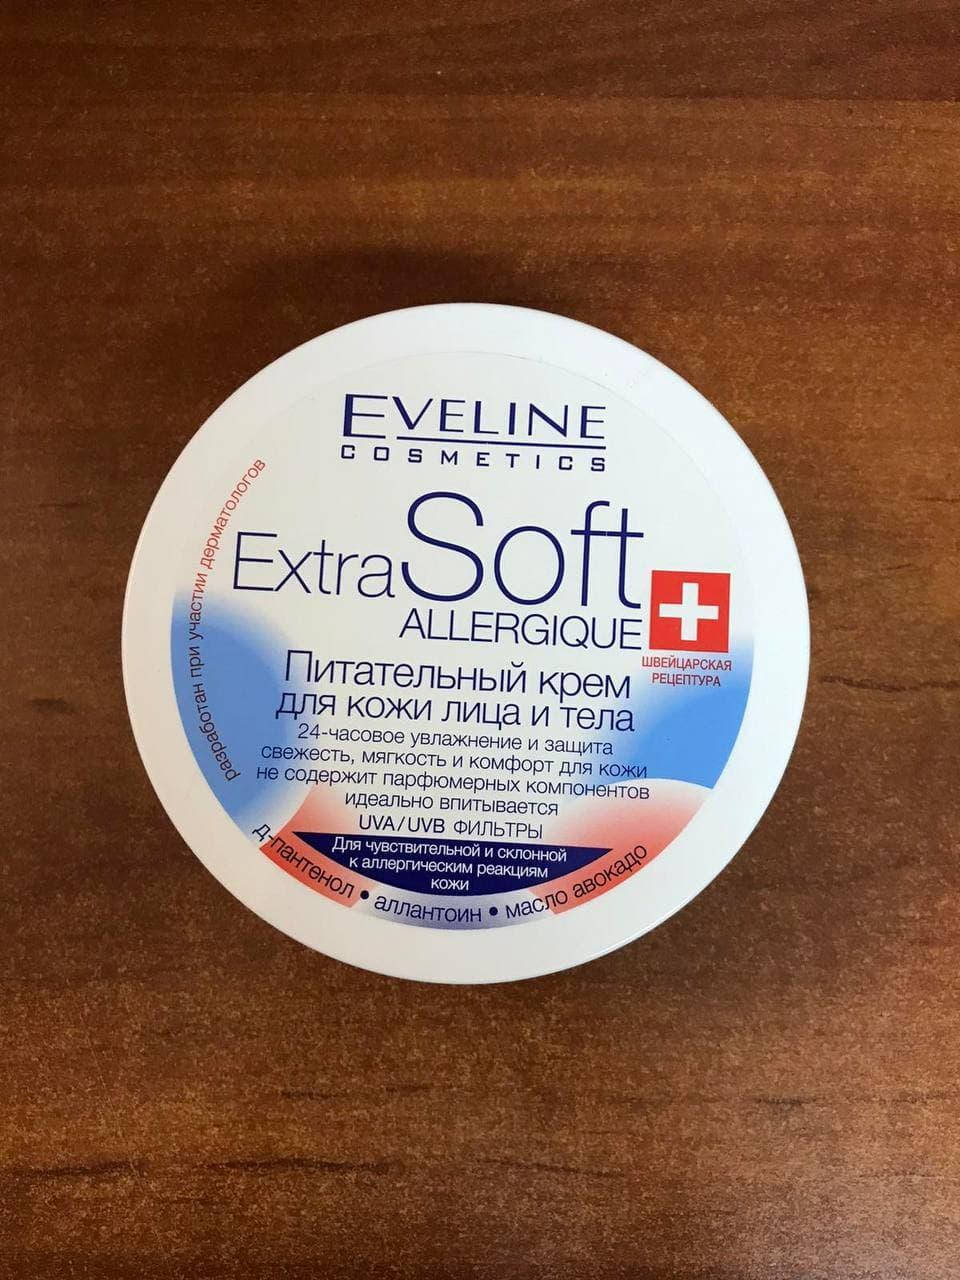 EVELINE
COSMETICS
Extra Soft
ALLERGIQUE
ШВЕЙЦАРСКАЯ
РЕЦЕПТУРА
разработан при участии дерматологов
Питательный крем
для кожи лица и тела
24-часовое увлажнение и защита
свежесть, мягкость и комфорт для кожи
не содержит парфюмерных компонентов
идеально впитывается
UVA/UVB ФИЛЬТРЫ
Для чувствительной и склонной
к аллергическим реакциям
кожи
д-пантенол • аллантоин • масло авокадо